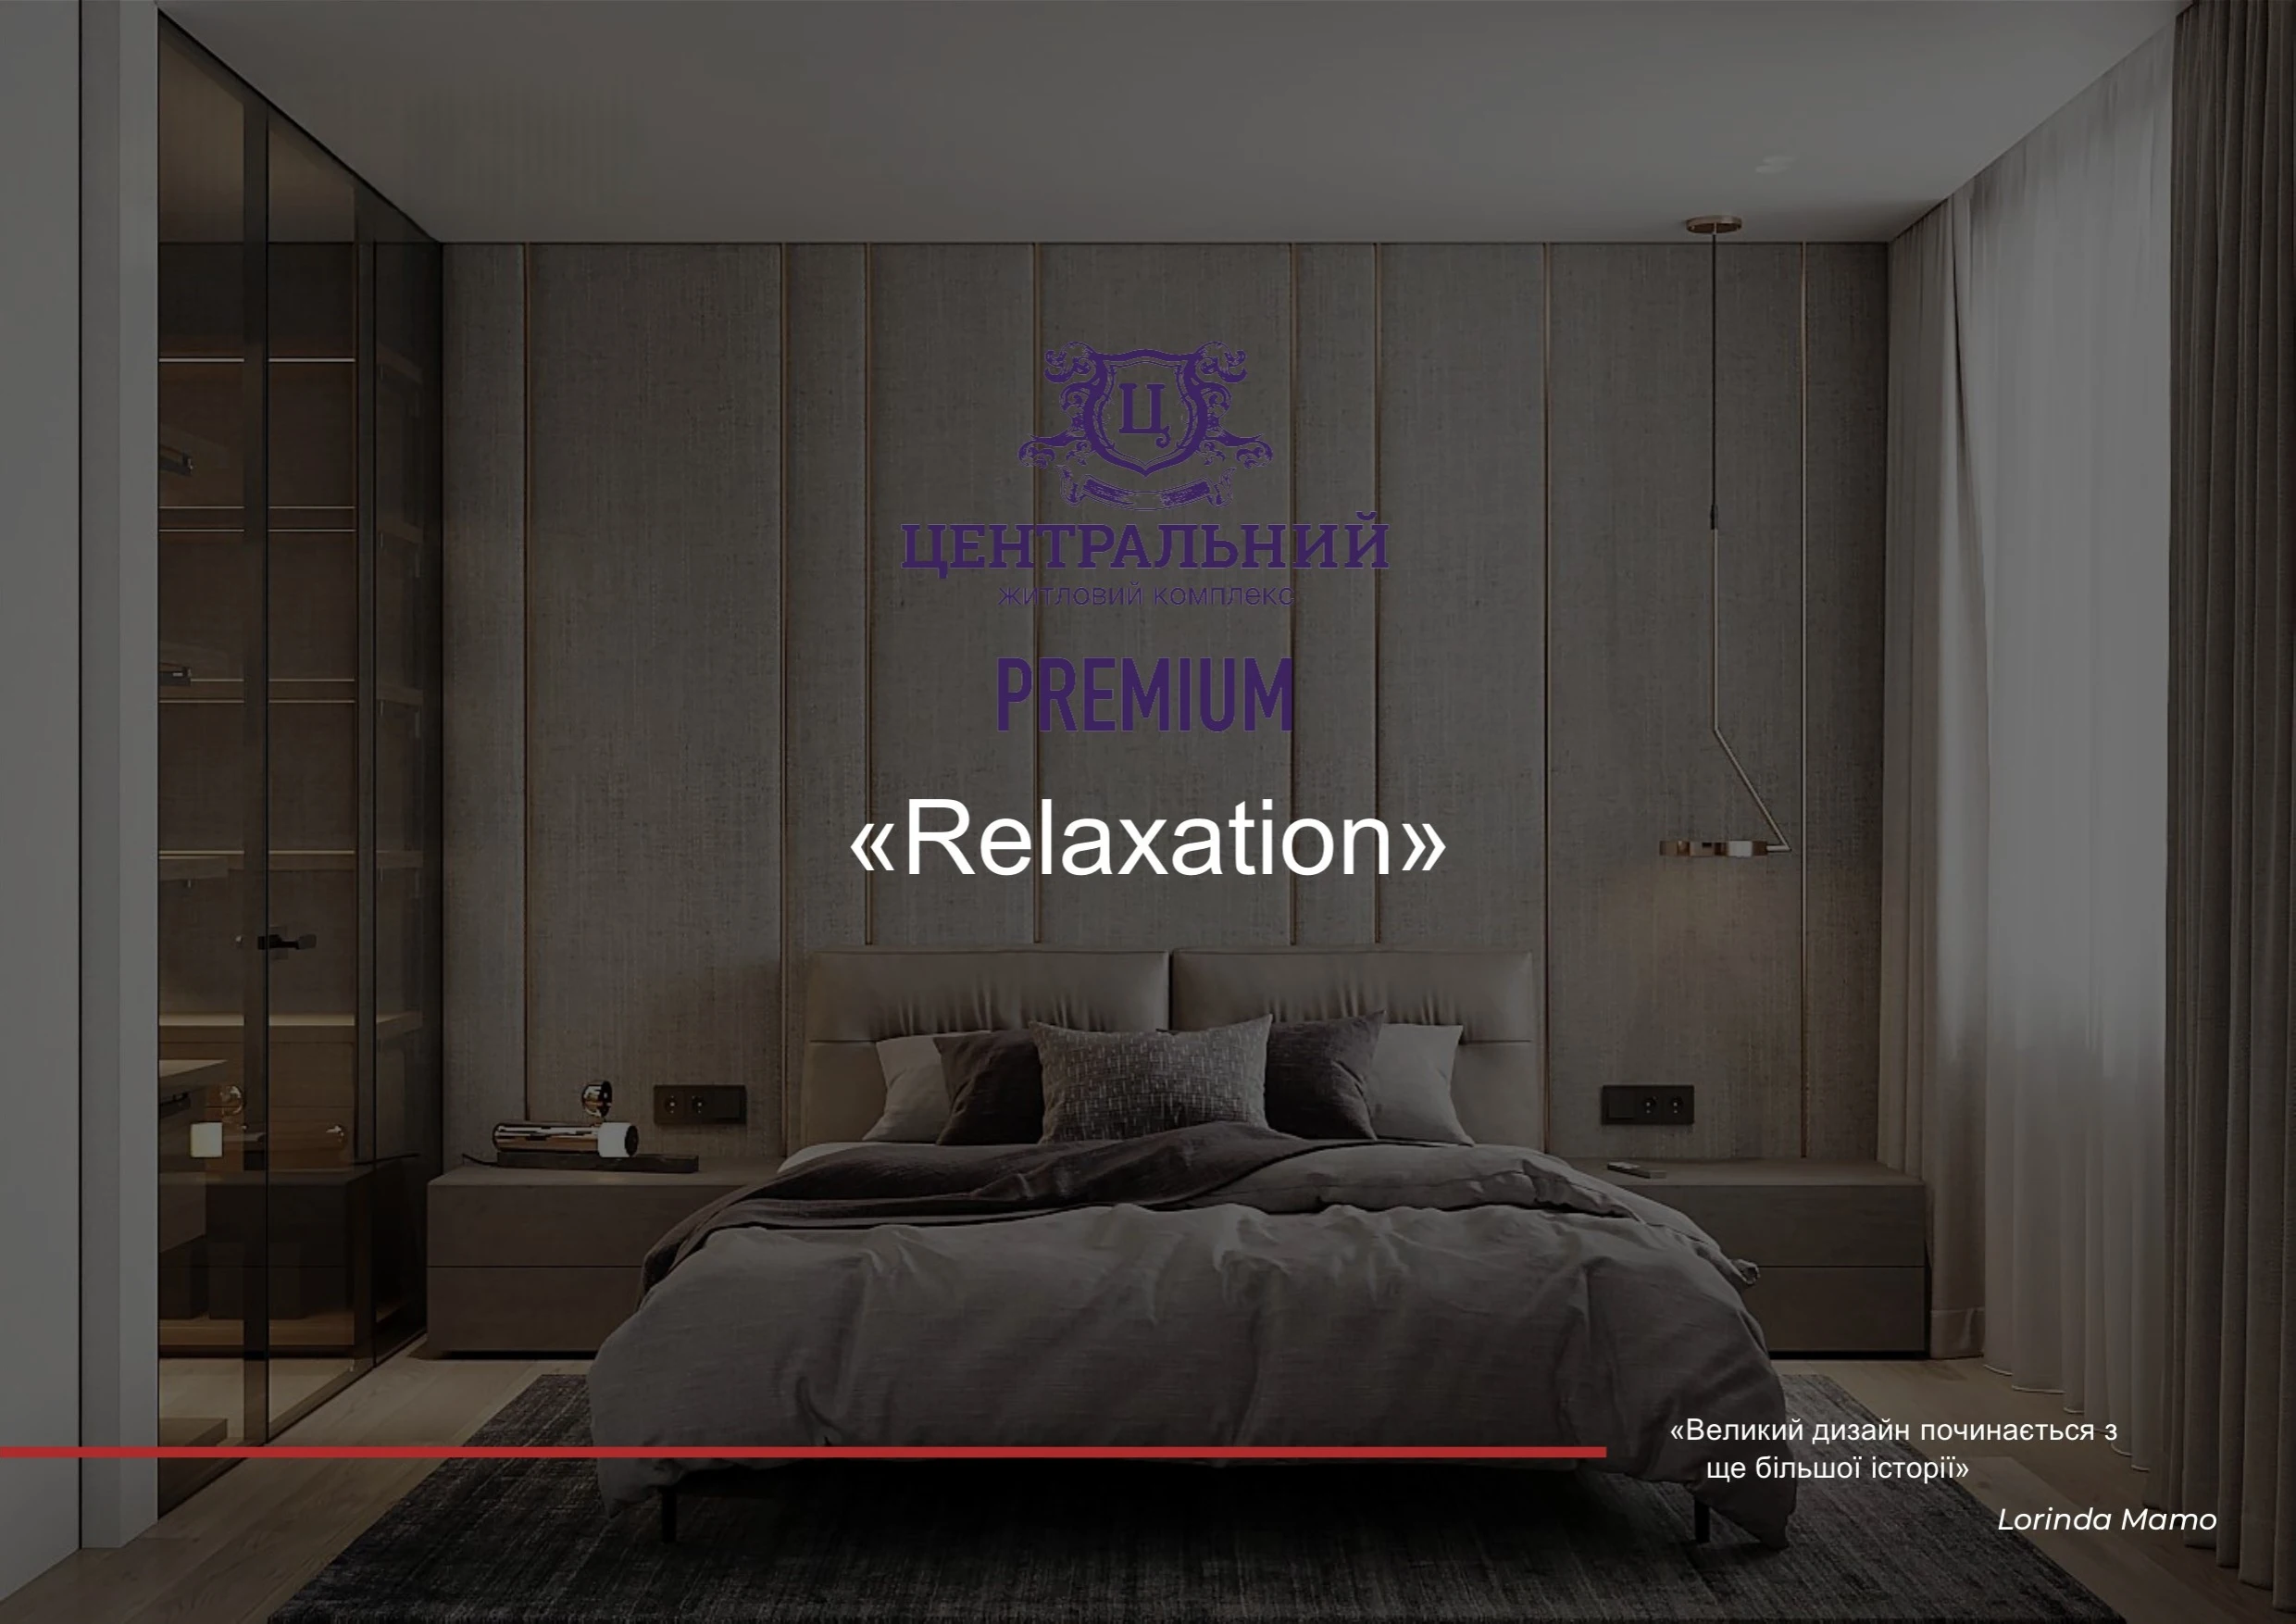 Ц
ЦЕНТРАЛЬНИЙ
ЖИТЛОВИЙ КОМПЛЕКС
PREMIUM
«Relaxation»
«Великий дизайн починається з
ще більшої історії»
Lorinda Mamo